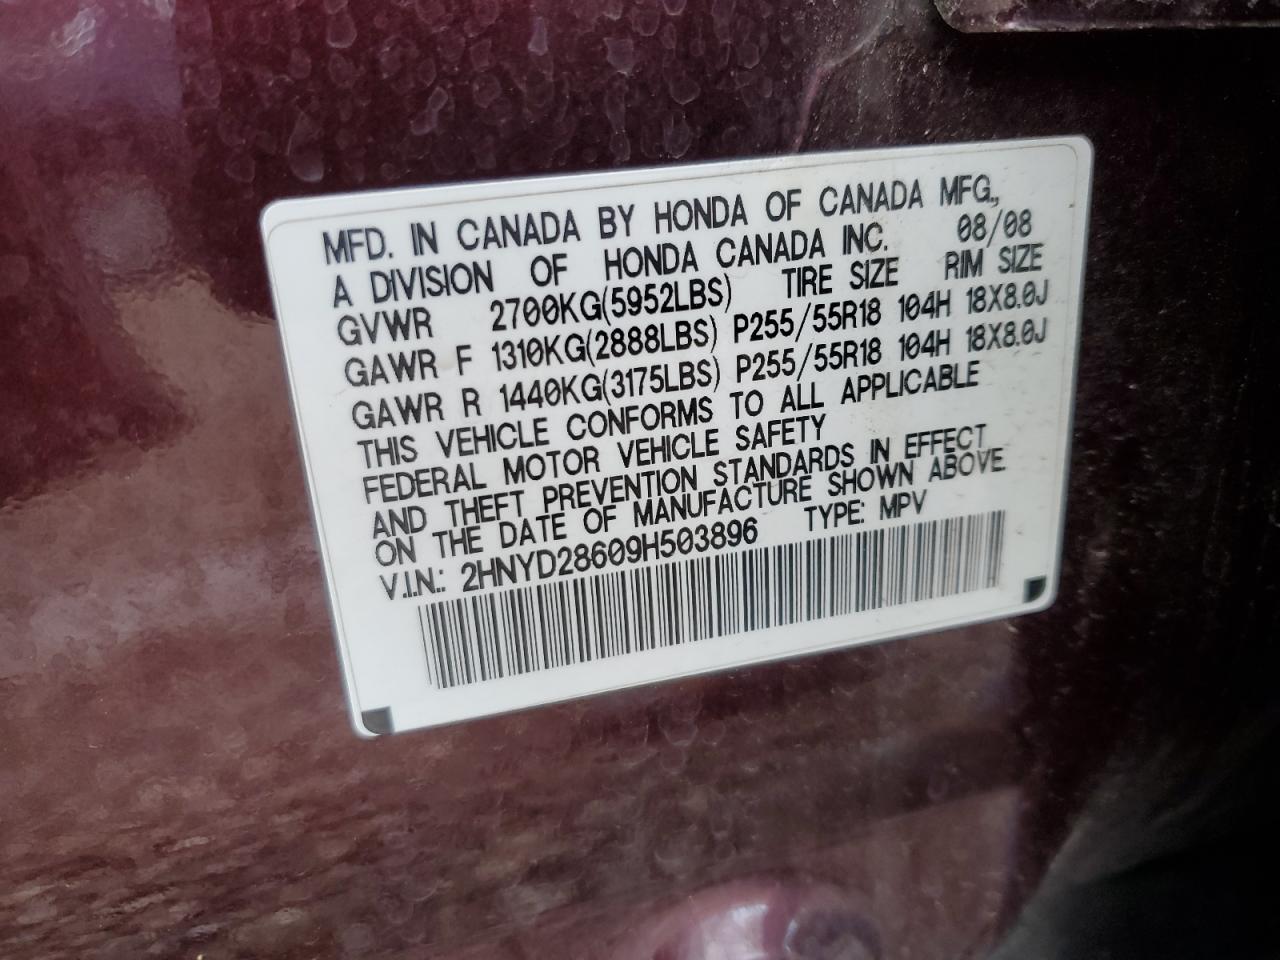 MFD. IN CANADA BY HONDA OF CANADA MFG.,
A DIVISION OF HONDA CANADA INC. 08/08
GVWR 2700KG(5952LBS) TIRE SIZE RIM SIZE
GAWR F 1310KG(2888LBS) P255/55R18 104H 18X8.0J
GAWR R 1440KG(3175LBS) P255/55R18 104H 18X8.0J
THIS VEHICLE CONFORMS TO ALL APPLICABLE
FEDERAL MOTOR VEHICLE SAFETY
AND THEFT PREVENTION STANDARDS IN EFFECT
ON THE DATE OF MANUFACTURE SHOWN ABOVE.
V.I.N.: 2HNYD28609H503896 TYPE: MPV